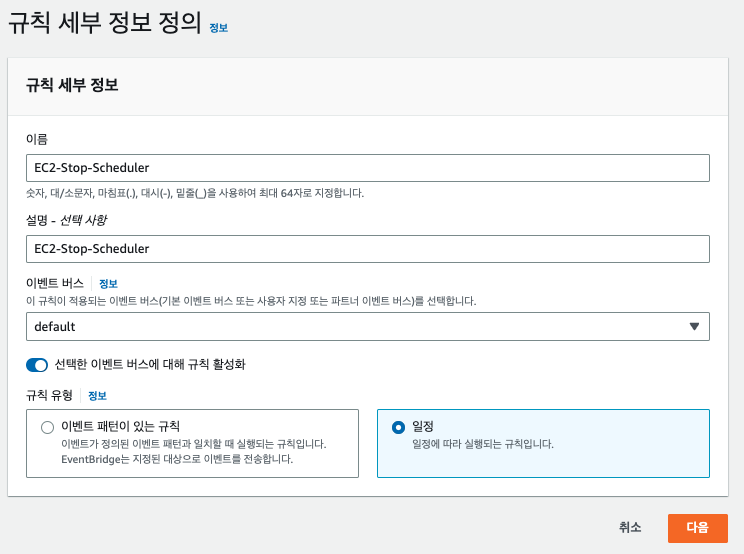 규칙 세부 정보 정의 정보
규칙 세부 정보
이름
EC2-Stop-Scheduler
숫자, 대/소문자, 마침표(.), 대시(-), 밑줄(_)을 사용하여 최대 64자로 지정합니다.
설명 - 선택 사항
EC2-Stop-Scheduler
이벤트 버스 정보
이 규칙이 적용되는 이벤트 버스(기본 이벤트 버스 또는 사용자 지정 또는 파트너 이벤트 버스)를 선택합니다.
default
선택한 이벤트 버스에 대해 규칙 활성화
규칙 유형 정보
이벤트 패턴이 있는 규칙
이벤트가 정의된 이벤트 패턴과 일치할 때 실행되는 규칙입니다.
EventBridge는 지정된 대상으로 이벤트를 전송합니다.
일정
일정에 따라 실행되는 규칙입니다.
취소 다음